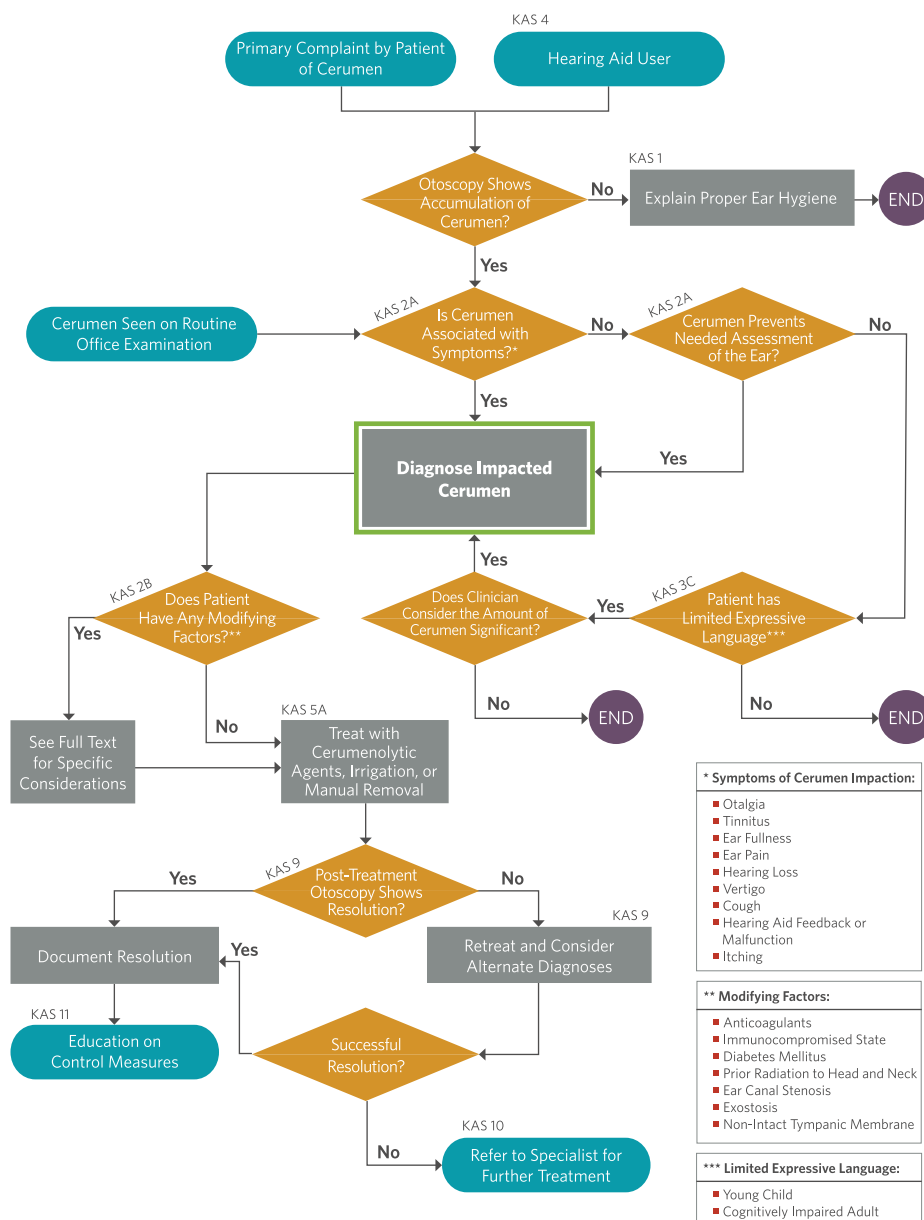 KAS 4
Primary Complaint by Patient
of Cerumen
Hearing Aid User
Otoscopy Shows
Accumulation of
Cerumen?
No
KAS 1
Explain Proper Ear Hygiene
END
Yes
Cerumen Seen on Routine
Office Examination
KAS 2A
Is Cerumen
Associated with
Symptoms?*
No
KAS 2A
Cerumen Prevents
Needed Assessment
of the Ear?
No
Yes
Yes
Diagnose Impacted
Cerumen
Yes
KAS 2B
Does Patient
Have Any Modifying
Factors?**
Yes
No
Does Clinician
Consider the Amount of
Cerumen Significant?
Yes
KAS 3C
Patient has
Limited Expressive
Language***
No
END
No
END
See Full Text
for Specific
Considerations
KAS 5A
Treat with
Cerumenolytic
Agents, Irrigation, or
Manual Removal
KAS 9
Post-Treatment
Otoscopy Shows
Resolution?
Yes
No
Document Resolution
Yes
KAS 9
Retreat and Consider
Alternate Diagnoses
KAS 11
Education on
Control Measures
Successful
Resolution?
No
KAS 10
Refer to Specialist for
Further Treatment
* Symptoms of Cerumen Impaction:
Otalgia
Tinnitus
Ear Fullness
Ear Pain
Hearing Loss
Vertigo
Cough
Hearing Aid Feedback or
Malfunction
Itching
** Modifying Factors:
Anticoagulants
Immunocompromised State
Diabetes Mellitus
Prior Radiation to Head and Neck
Ear Canal Stenosis
Exostosis
Non-Intact Tympanic Membrane
*** Limited Expressive Language:
Young Child
Cognitively Impaired Adult